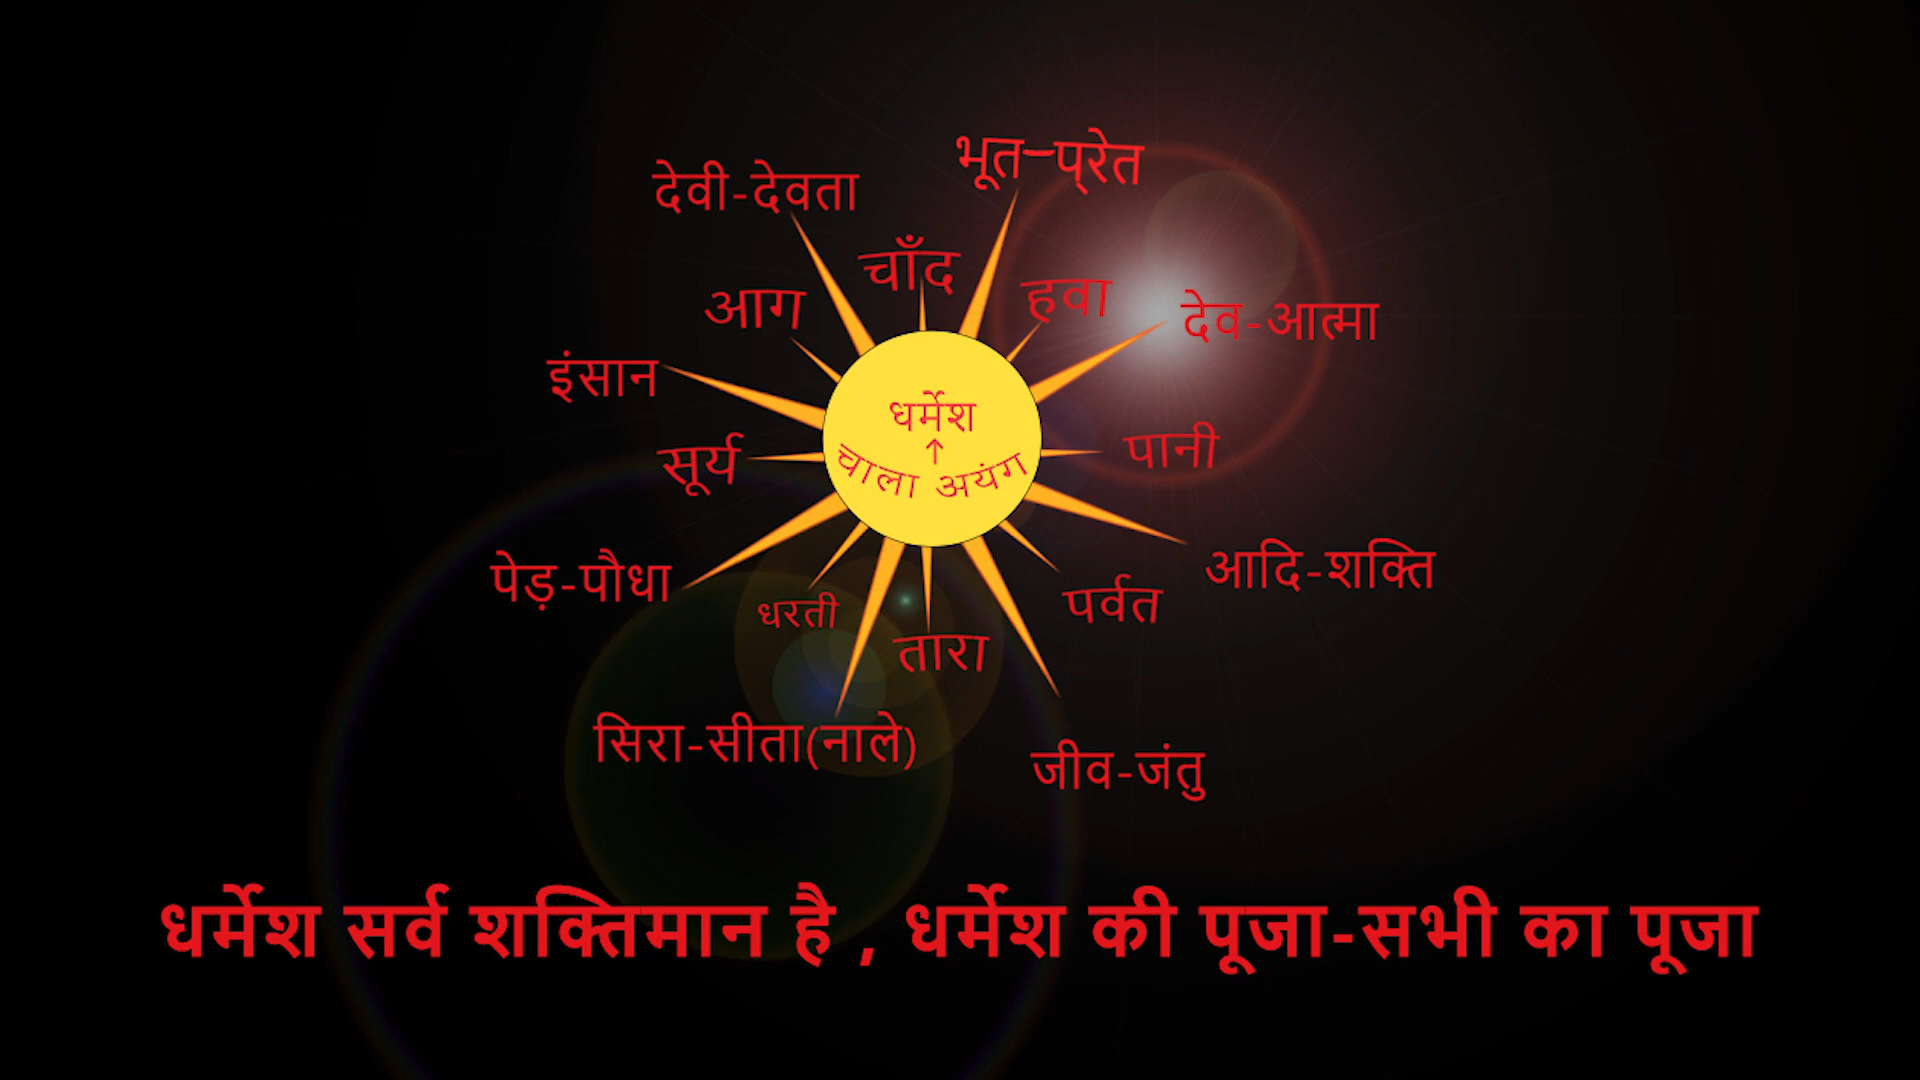 भूत-प्रेत
देवी-देवता
चाँद
हवा
आग
देव-आत्मा
इंसान
धर्मेश
↑
चाला अयंग
पानी
सूर्य
आदि-शक्ति
पेड़-पौधा
पर्वत
धरती
तारा
सिरा-सीता(नाले)
जीव-जंतु
धर्मेश सर्व शक्तिमान है , धर्मेश की पूजा-सभी का पूजा